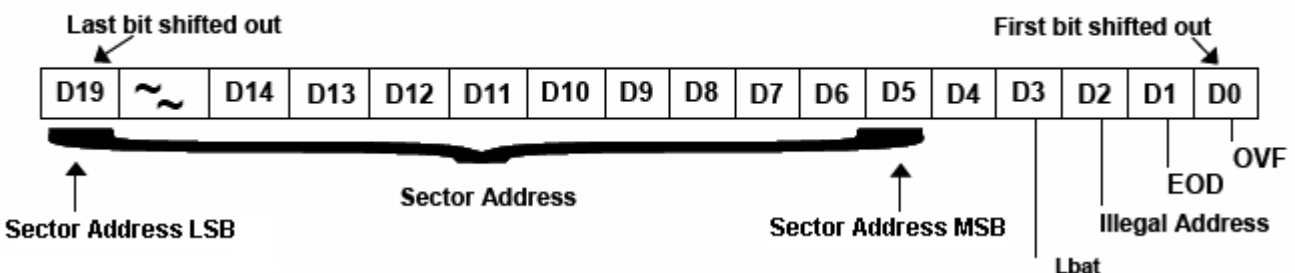 Last bit shifted out
First bit shifted out
D19 ~~ D14 D13 D12 D11 D10 D9 D8 D7 D6 D5 D4 D3 D2 D1 D0
OVF
EOD
Sector Address
Illegal Address
Sector Address LSB
Sector Address MSB
Lbat